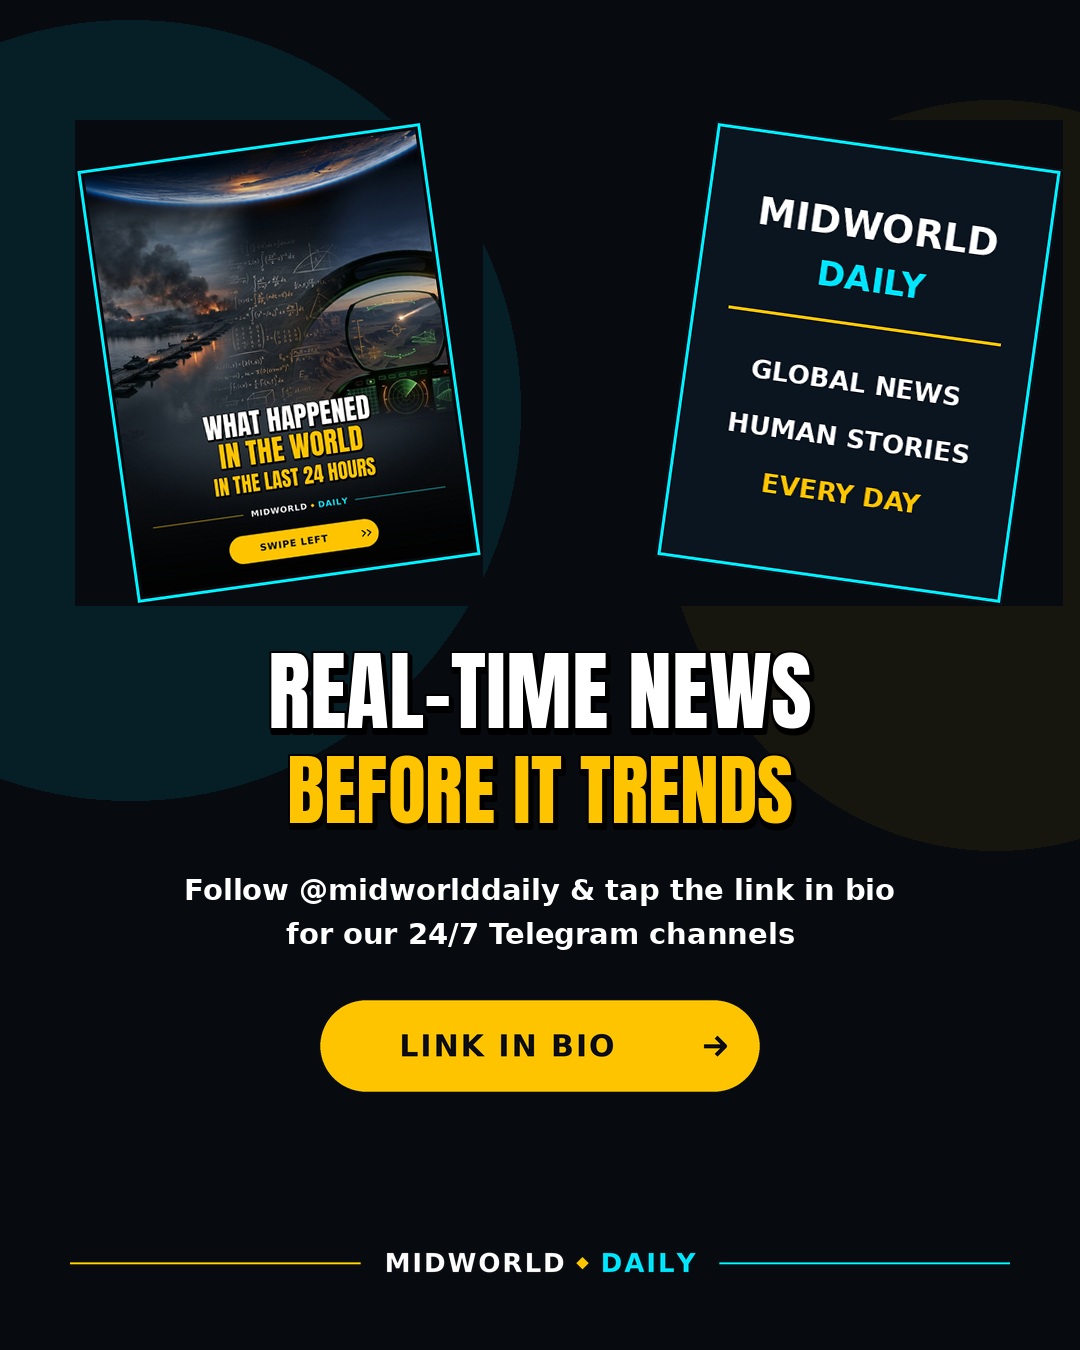 WHAT HAPPENED
IN THE WORLD
IN THE LAST 24 HOURS
MIDWORLD ◆ DAILY
SWIPE LEFT »
MIDWORLD
DAILY
GLOBAL NEWS
HUMAN STORIES
EVERY DAY
REAL-TIME NEWS
BEFORE IT TRENDS
Follow @midworlddaily & tap the link in bio
for our 24/7 Telegram channels
LINK IN BIO →
MIDWORLD ◆ DAILY